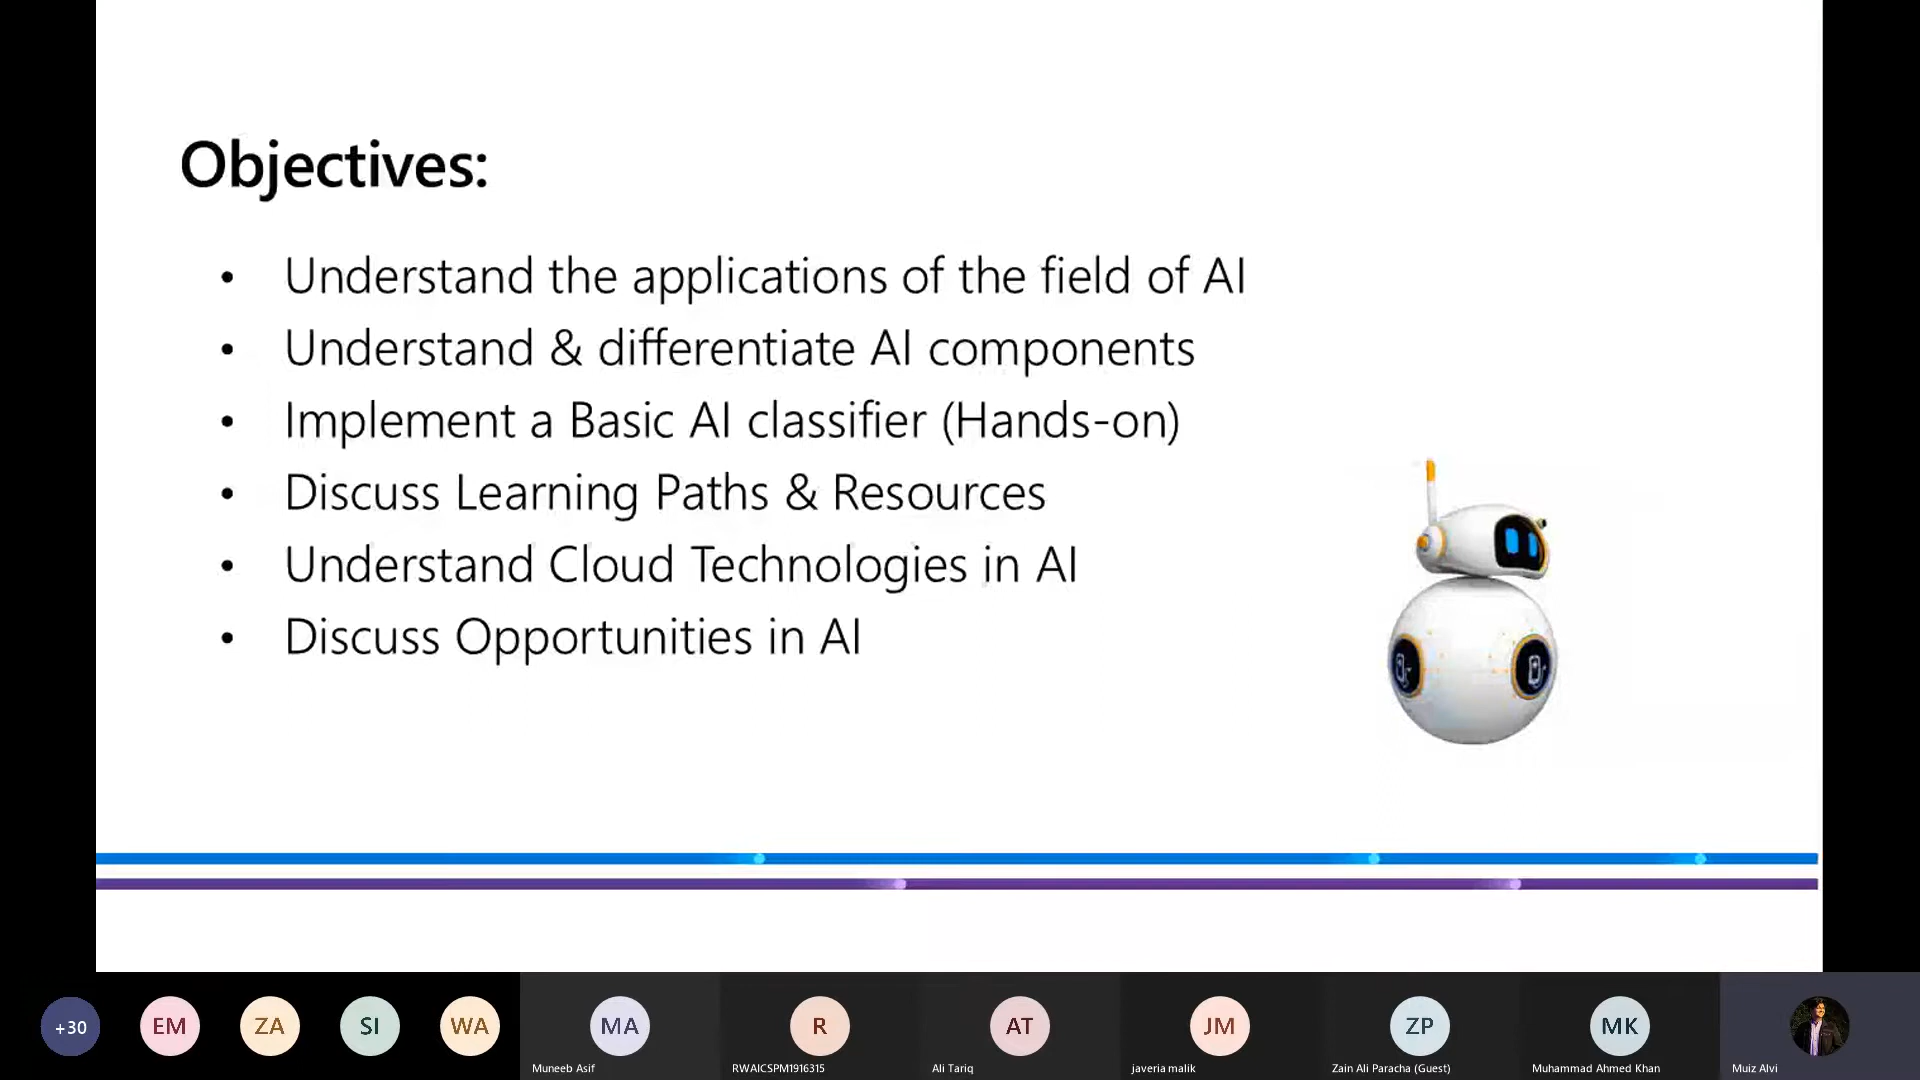 Objectives:
• Understand the applications of the field of AI
• Understand & differentiate AI components
• Implement a Basic AI classifier (Hands-on)
• Discuss Learning Paths & Resources
• Understand Cloud Technologies in AI
• Discuss Opportunities in AI
+30 EM ZA SI WA MA R AT JM ZP MK
Muneeb Asif RWAICSPM1916315 Ali Tariq javeria malik Zain Ali Paracha (Guest) Muhammad Ahmed Khan Muiz Alvi